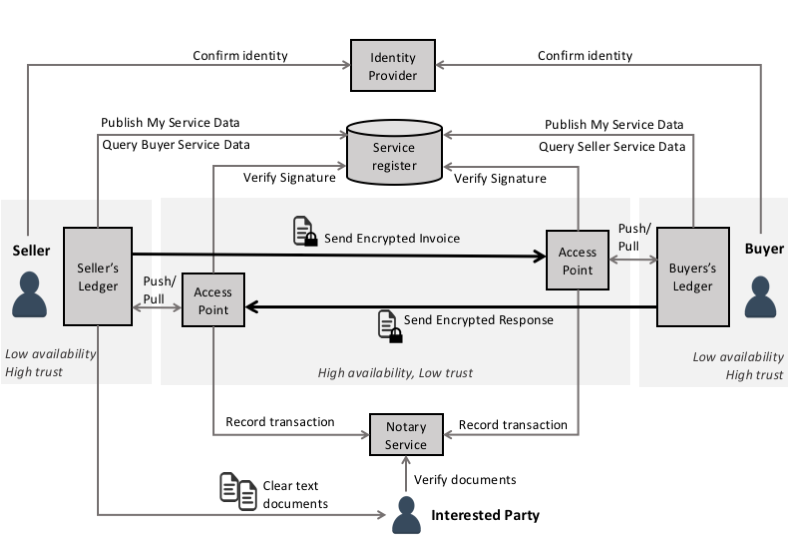 Confirm identity
Identity
Provider
Confirm identity
Publish My Service Data
Query Buyer Service Data
Service
register
Publish My Service Data
Query Seller Service Data
Verify Signature
Verify Signature
Seller
Seller's
Ledger
Send Encrypted Invoice
Access
Point
Push/
Pull
Buyers's
Ledger
Buyer
Push/
Pull
Access
Point
Send Encrypted Response
Low availability
High trust
High availability, Low trust
Low availability
High trust
Record transaction
Notary
Service
Record transaction
Clear text
documents
Verify documents
Interested Party